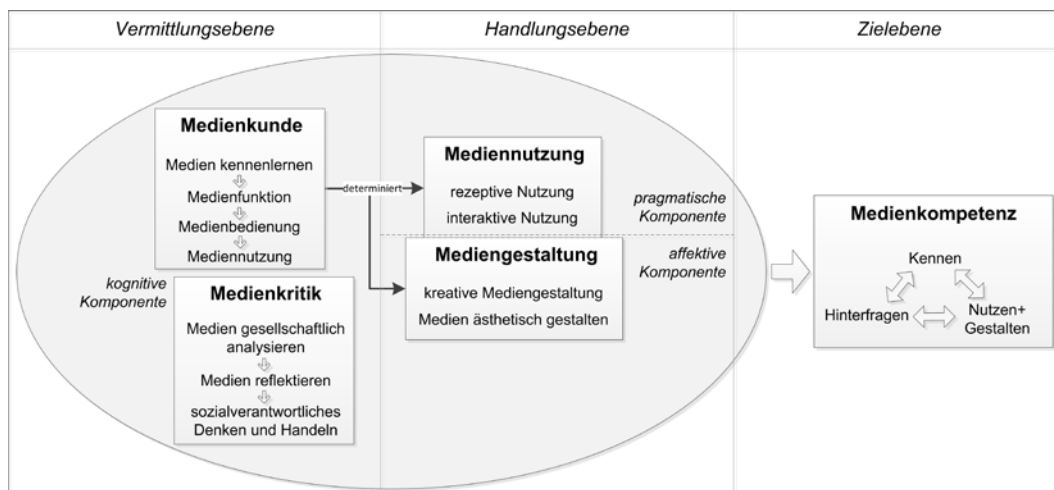 Vermittlungsebene
Handlungsebene
Zielebene
Medienkunde
Medien kennenlernen
Medienfunktion
Medienbedienung
Mediennutzung
kognitive
Komponente
Medienkritik
Medien gesellschaftlich
analysieren
Medien reflektieren
sozialverantwortliches
Denken und Handeln
determiniert
Mediennutzung
rezeptive Nutzung
interaktive Nutzung
pragmatische
Komponente
Mediengestaltung
kreative Mediengestaltung
Medien ästhetisch gestalten
affektive
Komponente
Medienkompetenz
Kennen
Hinterfragen
Nutzen+
Gestalten